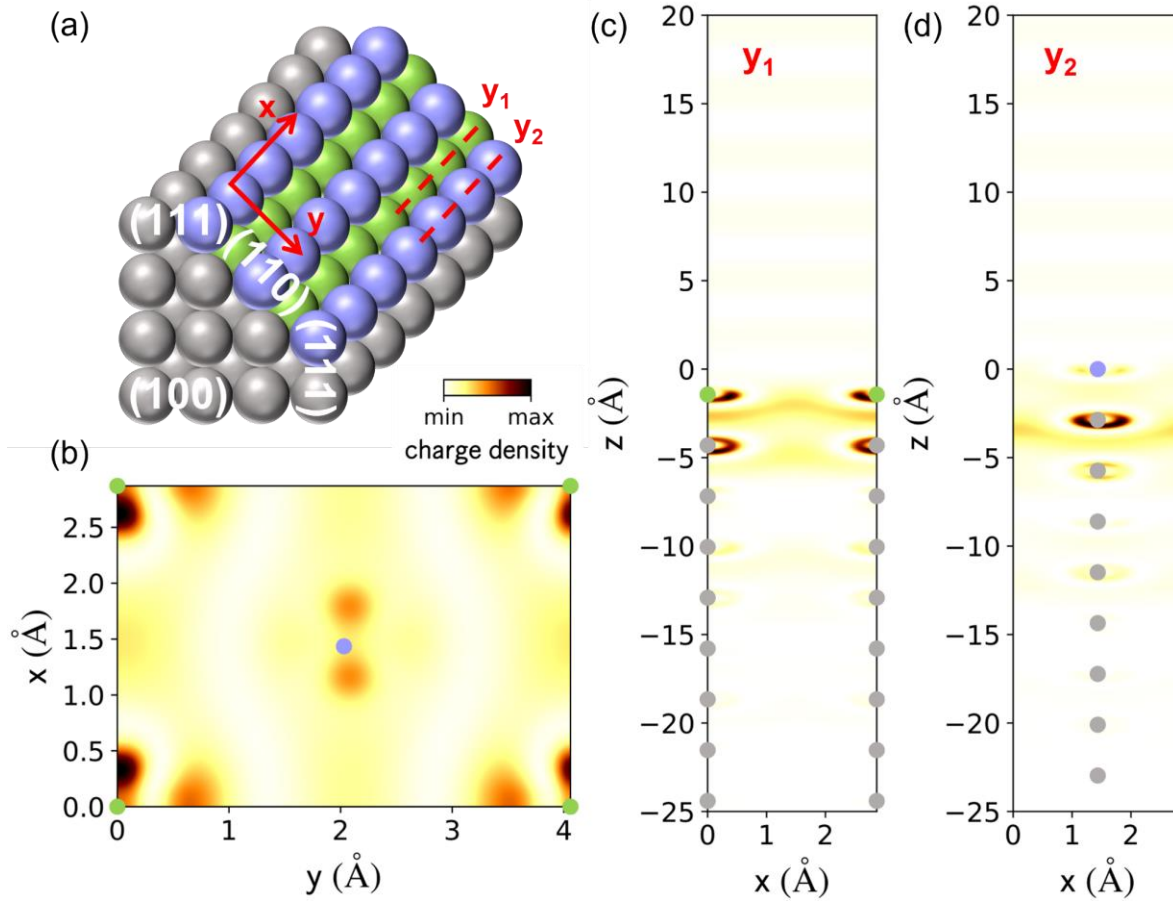 (a)
x
y
y₁
y₂
(111)
(110)
(111)
(100)
min max
charge density
(b)
2.5
2.0
1.5
1.0
0.5
0.0
x (Å)
0 1 2 3 4
y (Å)
(c)
y₁
20
15
10
5
0
−5
−10
−15
−20
−25
z (Å)
0 1 2
x (Å)
(d)
y₂
20
15
10
5
0
−5
−10
−15
−20
−25
z (Å)
0 1 2
x (Å)